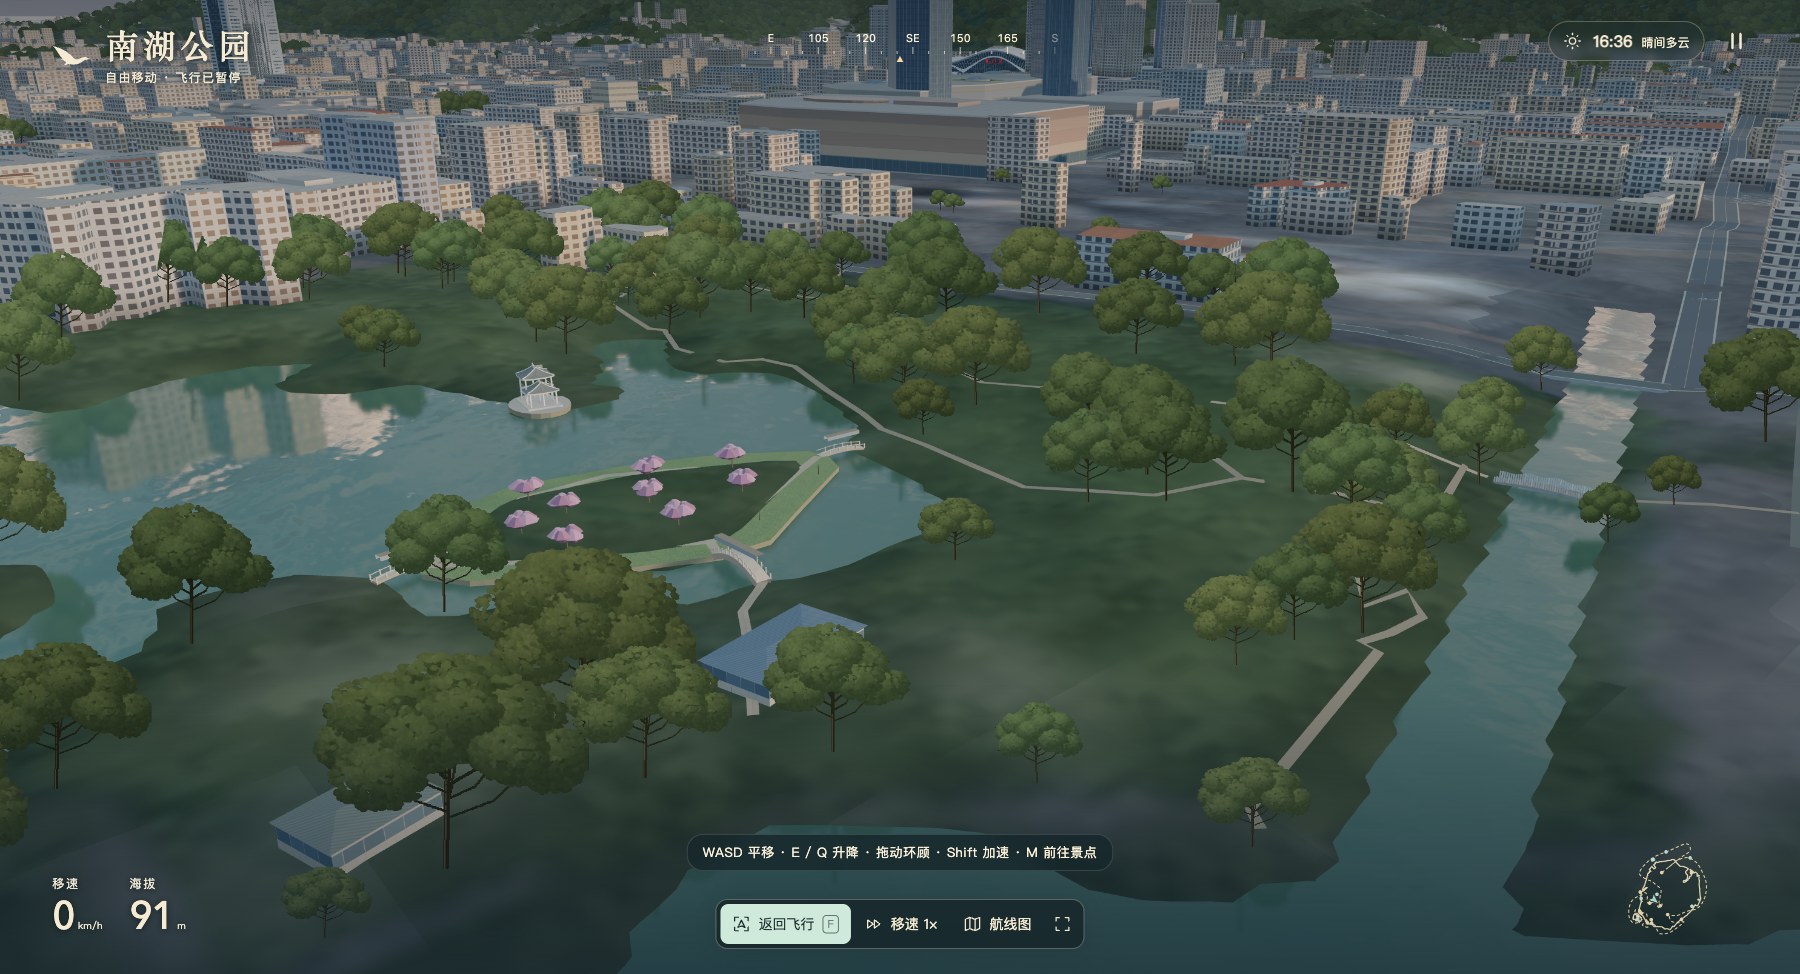 南湖公园
自由移动 · 飞行已暂停
E 105 120 SE 150 165 S
16:36 晴间多云
WASD 平移 · E / Q 升降 · 拖动环顾 · Shift 加速 · M 前往景点
移速 海拔
0 km/h 91 m
返回飞行 F 移速 1x 航线图